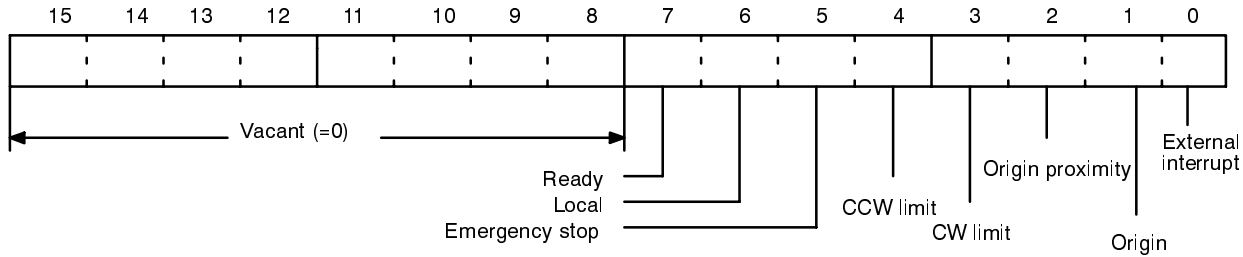 15 14 13 12 11 10 9 8 7 6 5 4 3 2 1 0
Vacant (=0)
External
interrupt
Origin proximity
Ready
Local
CCW limit
Emergency stop
CW limit
Origin